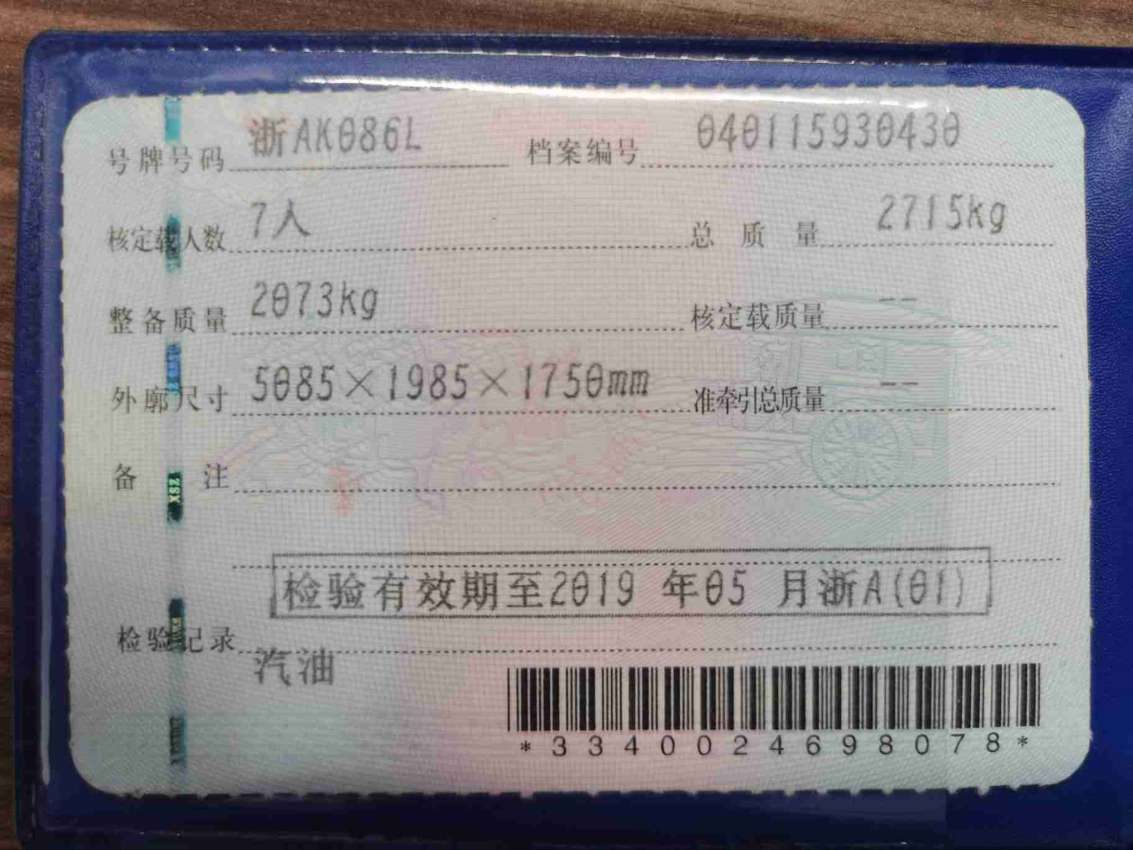 号牌号码 浙AK086L 档案编号 040115930430
核定载人数 7人 总质量 2715kg
整备质量 2073kg 核定载质量 --
外廓尺寸 5085×1985×1750mm 准牵引总质量 --
备注
检验有效期至2019 年05 月浙A(01)
检验记录
汽油
*3340024698078*